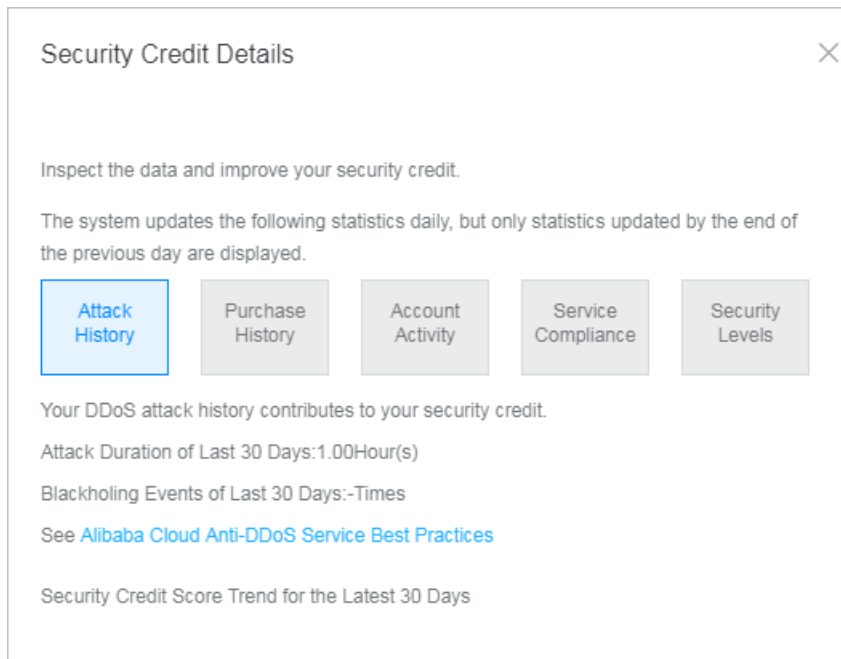 Security Credit Details
Inspect the data and improve your security credit.
The system updates the following statistics daily, but only statistics updated by the end of
the previous day are displayed.
Attack
History
Purchase
History
Account
Activity
Service
Compliance
Security
Levels
Your DDoS attack history contributes to your security credit.
Attack Duration of Last 30 Days:1.00Hour(s)
Blackholing Events of Last 30 Days:-Times
See Alibaba Cloud Anti-DDoS Service Best Practices
Security Credit Score Trend for the Latest 30 Days